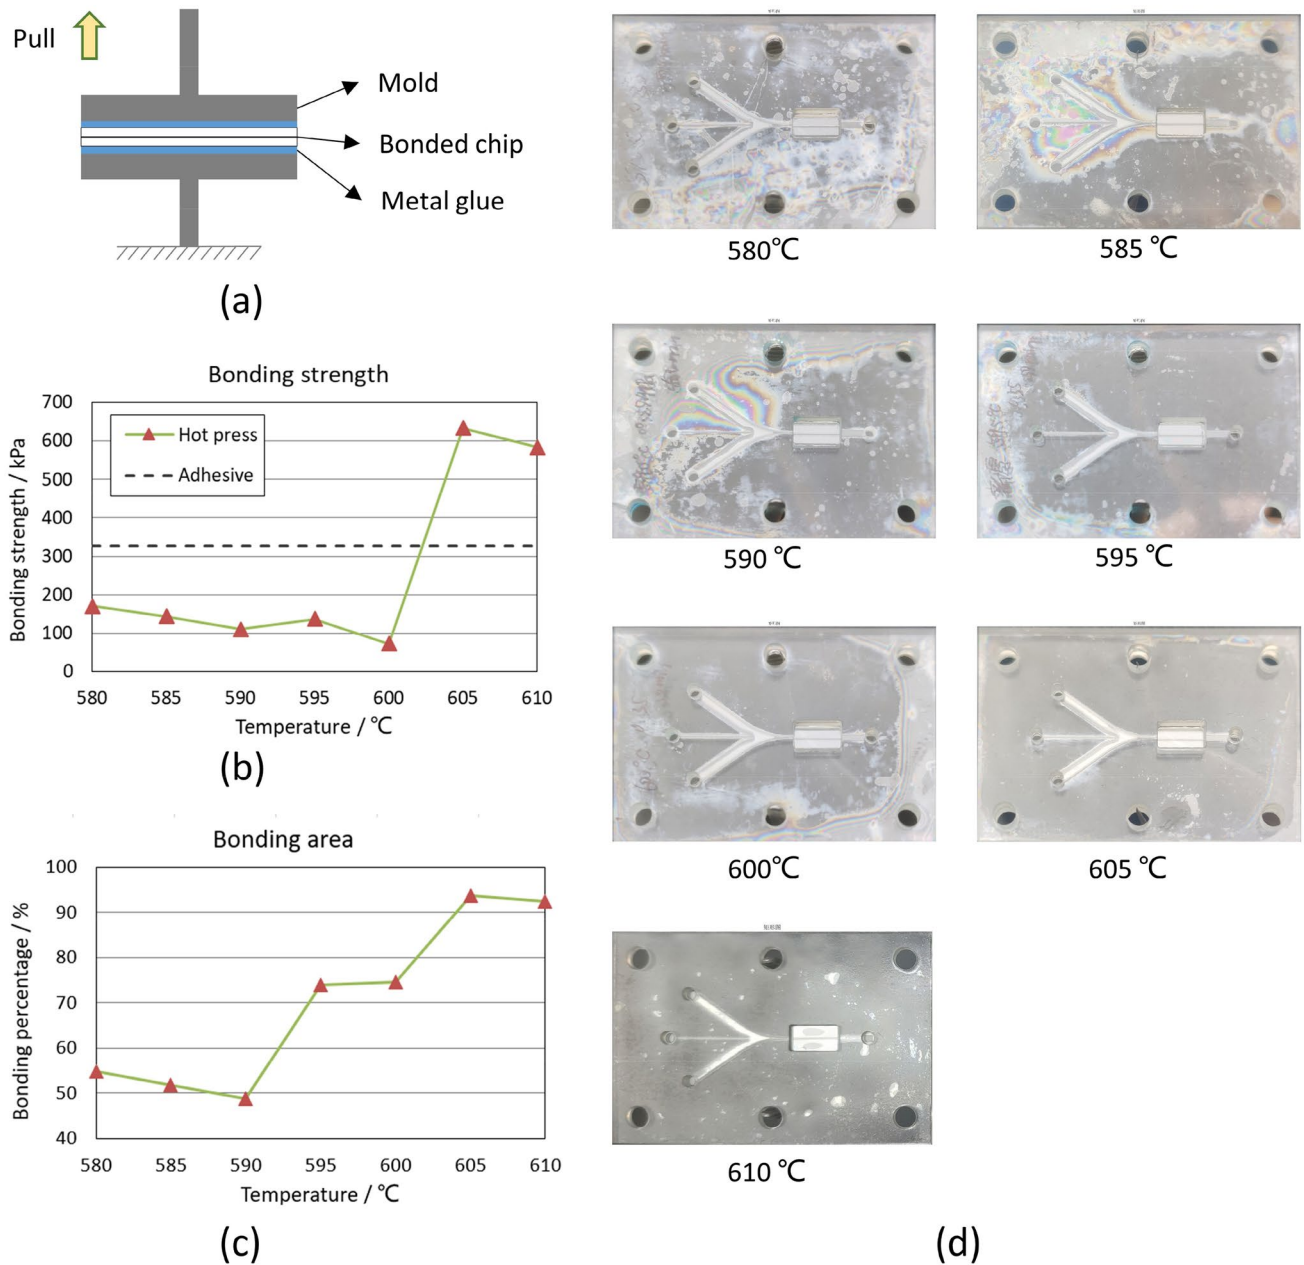 Pull
Mold
Bonded chip
Metal glue
(a)
Bonding strength
Bonding strength / kPa
700
600
500
400
300
200
100
0
Hot press
Adhesive
580 585 590 595 600 605 610
Temperature / ℃
(b)
Bonding area
Bonding percentage / %
100
90
80
70
60
50
40
580 585 590 595 600 605 610
Temperature / ℃
(c)
580℃
585 ℃
590 ℃
595 ℃
600℃
605 ℃
610 ℃
(d)